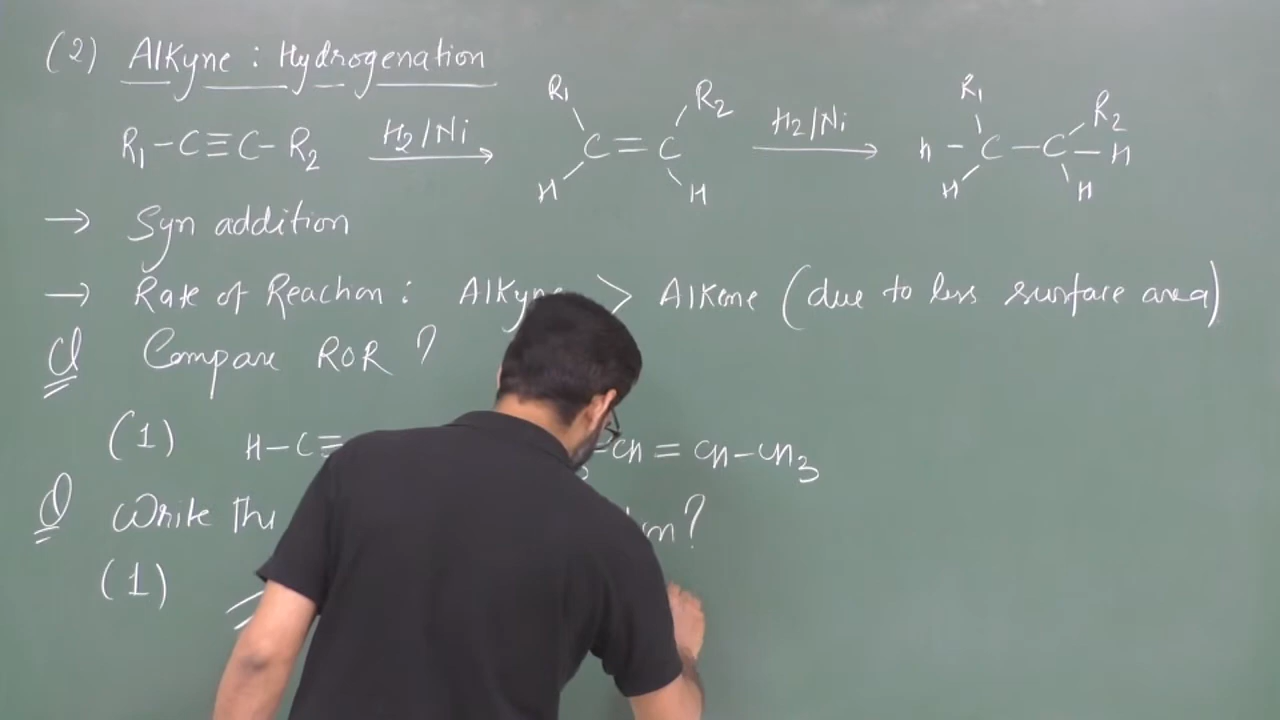 (2) Alkyne : Hydrogenation
R1-C≡C-R2 H2/Ni → R1 H C=C R2 H H2/Ni → R1 H H C-C R2 H H
→ Syn addition
→ Rate of Reaction : Alkyne > Alkene (due to less surface area)
Q Compare ROR ?
(1) H-C≡ -CH=CH-CH3
Q Write the ?
(1)